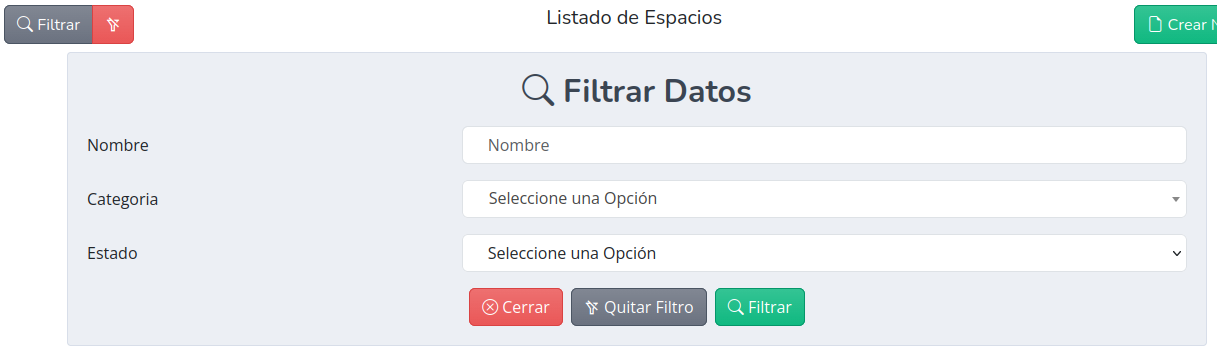 Filtrar
Listado de Espacios
Crear N
Filtrar Datos
Nombre
Nombre
Categoria
Seleccione una Opción
Estado
Seleccione una Opción
Cerrar
Quitar Filtro
Filtrar